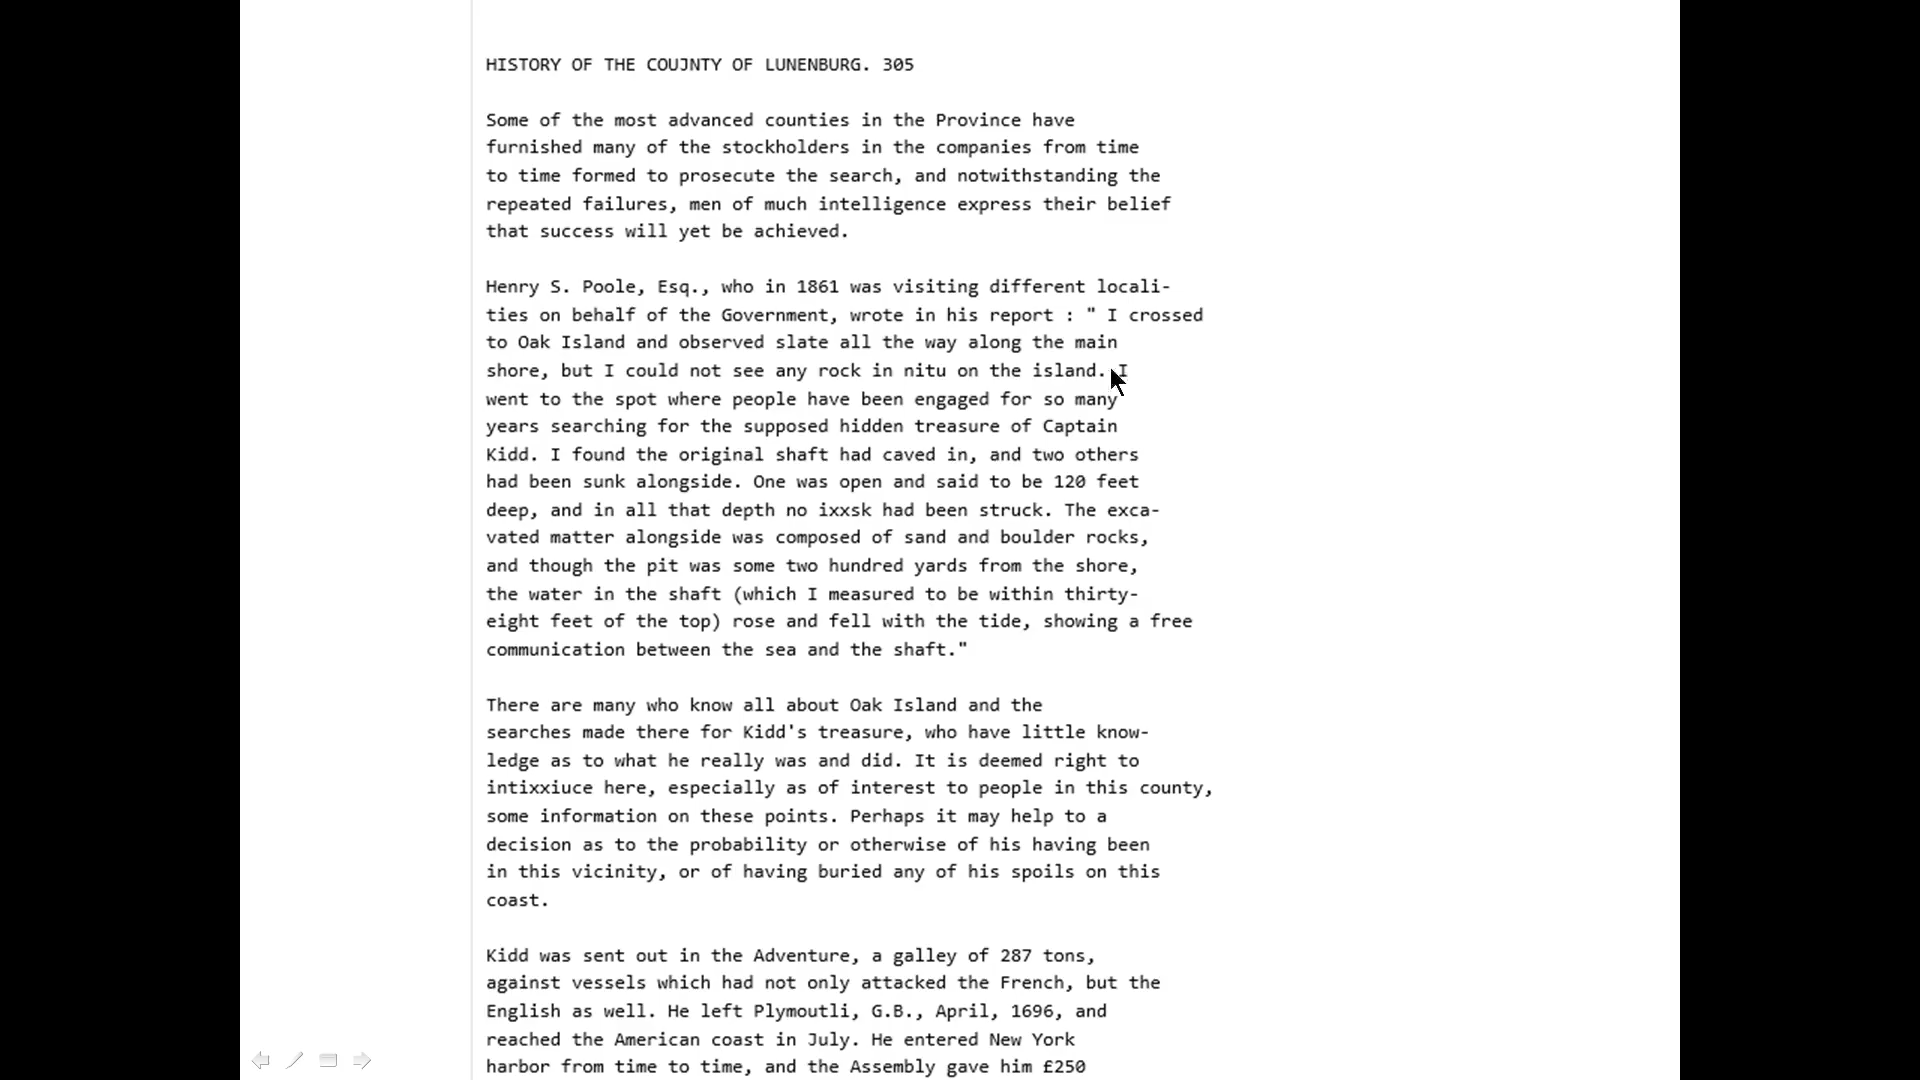 HISTORY OF THE COUJNTY OF LUNENBURG. 305
Some of the most advanced counties in the Province have
furnished many of the stockholders in the companies from time
to time formed to prosecute the search, and notwithstanding the
repeated failures, men of much intelligence express their belief
that success will yet be achieved.
Henry S. Poole, Esq., who in 1861 was visiting different locali-
ties on behalf of the Government, wrote in his report : " I crossed
to Oak Island and observed slate all the way along the main
shore, but I could not see any rock in nitu on the island. I
went to the spot where people have been engaged for so many
years searching for the supposed hidden treasure of Captain
Kidd. I found the original shaft had caved in, and two others
had been sunk alongside. One was open and said to be 120 feet
deep, and in all that depth no ixxsk had been struck. The exca-
vated matter alongside was composed of sand and boulder rocks,
and though the pit was some two hundred yards from the shore,
the water in the shaft (which I measured to be within thirty-
eight feet of the top) rose and fell with the tide, showing a free
communication between the sea and the shaft."
There are many who know all about Oak Island and the
searches made there for Kidd's treasure, who have little know-
ledge as to what he really was and did. It is deemed right to
intixxiuce here, especially as of interest to people in this county,
some information on these points. Perhaps it may help to a
decision as to the probability or otherwise of his having been
in this vicinity, or of having buried any of his spoils on this
coast.
Kidd was sent out in the Adventure, a galley of 287 tons,
against vessels which had not only attacked the French, but the
English as well. He left Plymoutli, G.B., April, 1696, and
reached the American coast in July. He entered New York
harbor from time to time, and the Assembly gave him £250